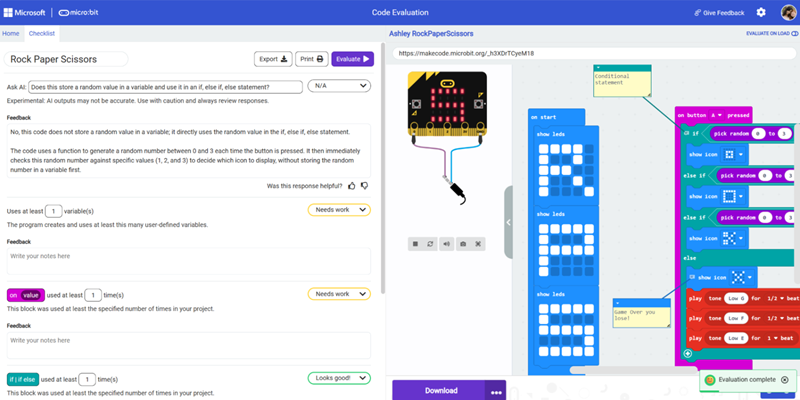 Microsoft micro:bit Code Evaluation Give Feedback
Home Checklist
Ashley RockPaperScissors EVALUATE ON LOAD
Rock Paper Scissors Export Print Evaluate
https://makecode.microbit.org/_h3XDrTCyeM18
Ask AI: Does this store a random value in a variable and use it in an if, else if, else statement? N/A
Experimental: AI outputs may not be accurate. Use with caution and always review responses.
Feedback
No, this code does not store a random value in a variable; it directly uses the random value in the if, else if, else statement.
The code uses a function to generate a random number between 0 and 3 each time the button is pressed. It then immediately
checks this random number against specific values (1, 2, and 3) to decide which icon to display, without storing the random
number in a variable first.
Was this response helpful?
Uses at least 1 variable(s) Needs work
The program creates and uses at least this many user-defined variables.
Feedback
Write your notes here
on value used at least 1 time(s) Needs work
This block was used at least the specified number of times in your project.
Feedback
Write your notes here
if | if else used at least 1 time(s) Looks good!
This block was used at least the specified number of times in your project.
Conditional
statement
on start
show leds
show leds
show leds
on button A pressed
if pick random 0 to 3
show icon
else if pick random 0 to 3
show icon
else if pick random 0 to 3
show icon
else
show icon
play tone Low G for 1/2 beat
play tone Low F for 1/2 beat
play tone Low E for 1 beat
Game Over you
lose!
Download
Evaluation complete